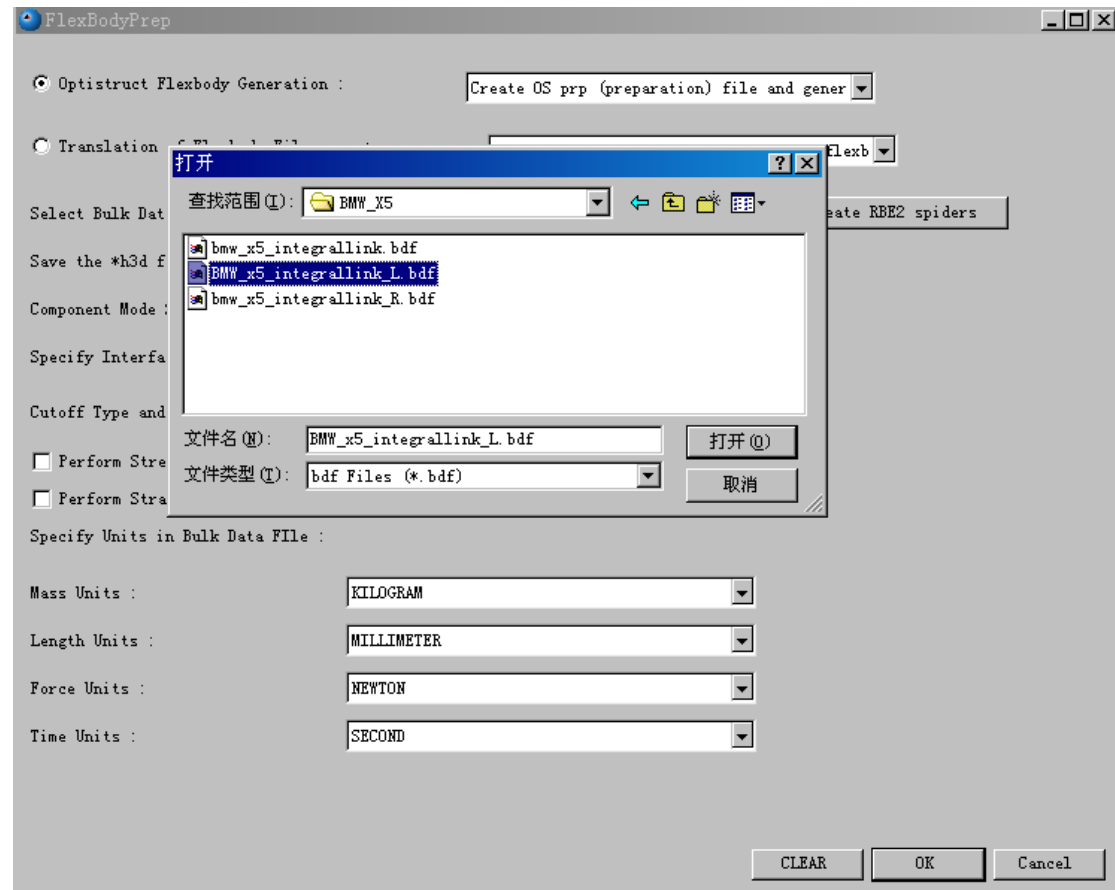 FlexBodyPrep
Optistruct Flexbody Generation :
Create OS prp (preparation) file and gener
Translation
flexb
打开
查找范围(I):
BMW_X5
Select Bulk Dat
eate RBE2 spiders
bmw_x5_integrallink.bdf
Save the *h3d f
BMW_x5_integrallink_L.bdf
bmw_x5_integrallink_R.bdf
Component Mode :
Specify Interfa
Cutoff Type and
文件名(N):
BMW_x5_integrallink_L.bdf
打开(O)
Perform Stre
文件类型(T):
bdf Files (*.bdf)
取消
Perform Stra
Specify Units in Bulk Data FIle :
Mass Units :
KILOGRAM
Length Units :
MILLIMETER
Force Units :
NEWTON
Time Units :
SECOND
CLEAR
OK
Cancel